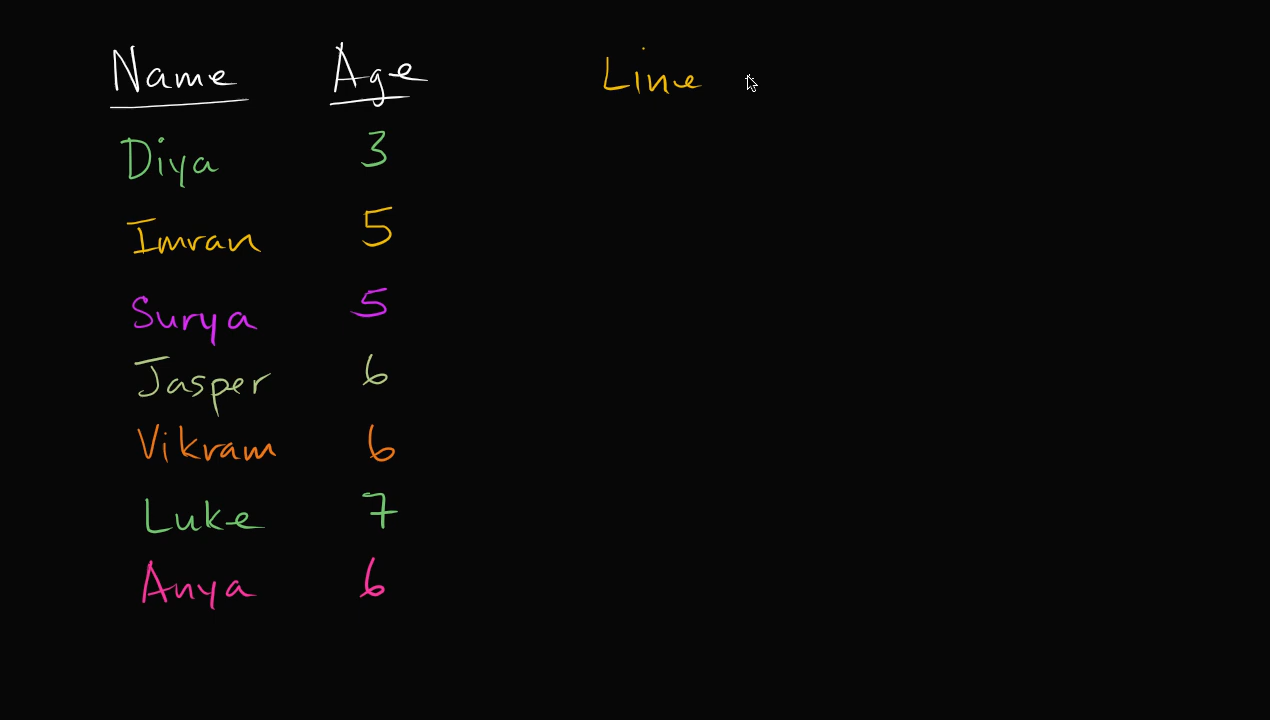 Name Age Line
Diya 3
Imran 5
Surya 5
Jasper 6
Vikram 6
Luke 7
Anya 6